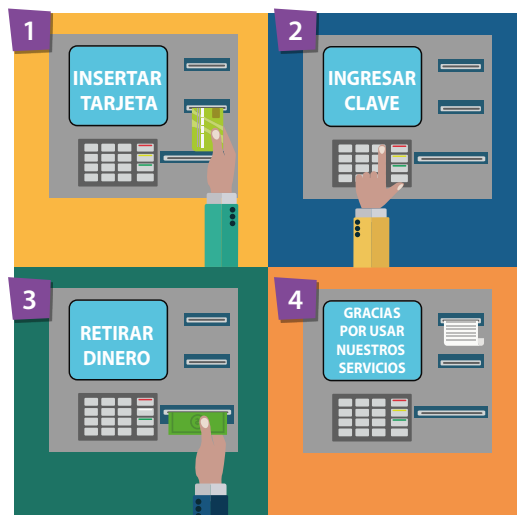 1
INSERTAR
TARJETA
2
INGRESAR
CLAVE
3
RETIRAR
DINERO
4
GRACIAS
POR USAR
NUESTROS
SERVICIOS